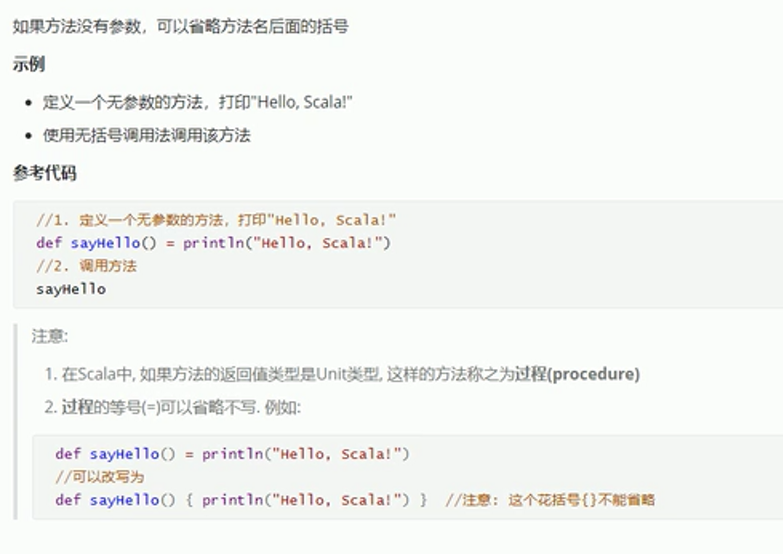 如果方法没有参数，可以省略方法名后面的括号
示例
• 定义一个无参数的方法，打印"Hello, Scala!"
• 使用无括号调用法调用该方法
参考代码
//1. 定义一个无参数的方法，打印"Hello, Scala!"
def sayHello() = println("Hello, Scala!")
//2. 调用方法
sayHello
注意:
1. 在Scala中, 如果方法的返回值类型是Unit类型, 这样的方法称之为过程(procedure)
2. 过程的等号(=)可以省略不写. 例如:
def sayHello() = println("Hello, Scala!")
//可以改写为
def sayHello() { println("Hello, Scala!") }  //注意: 这个花括号{}不能省略